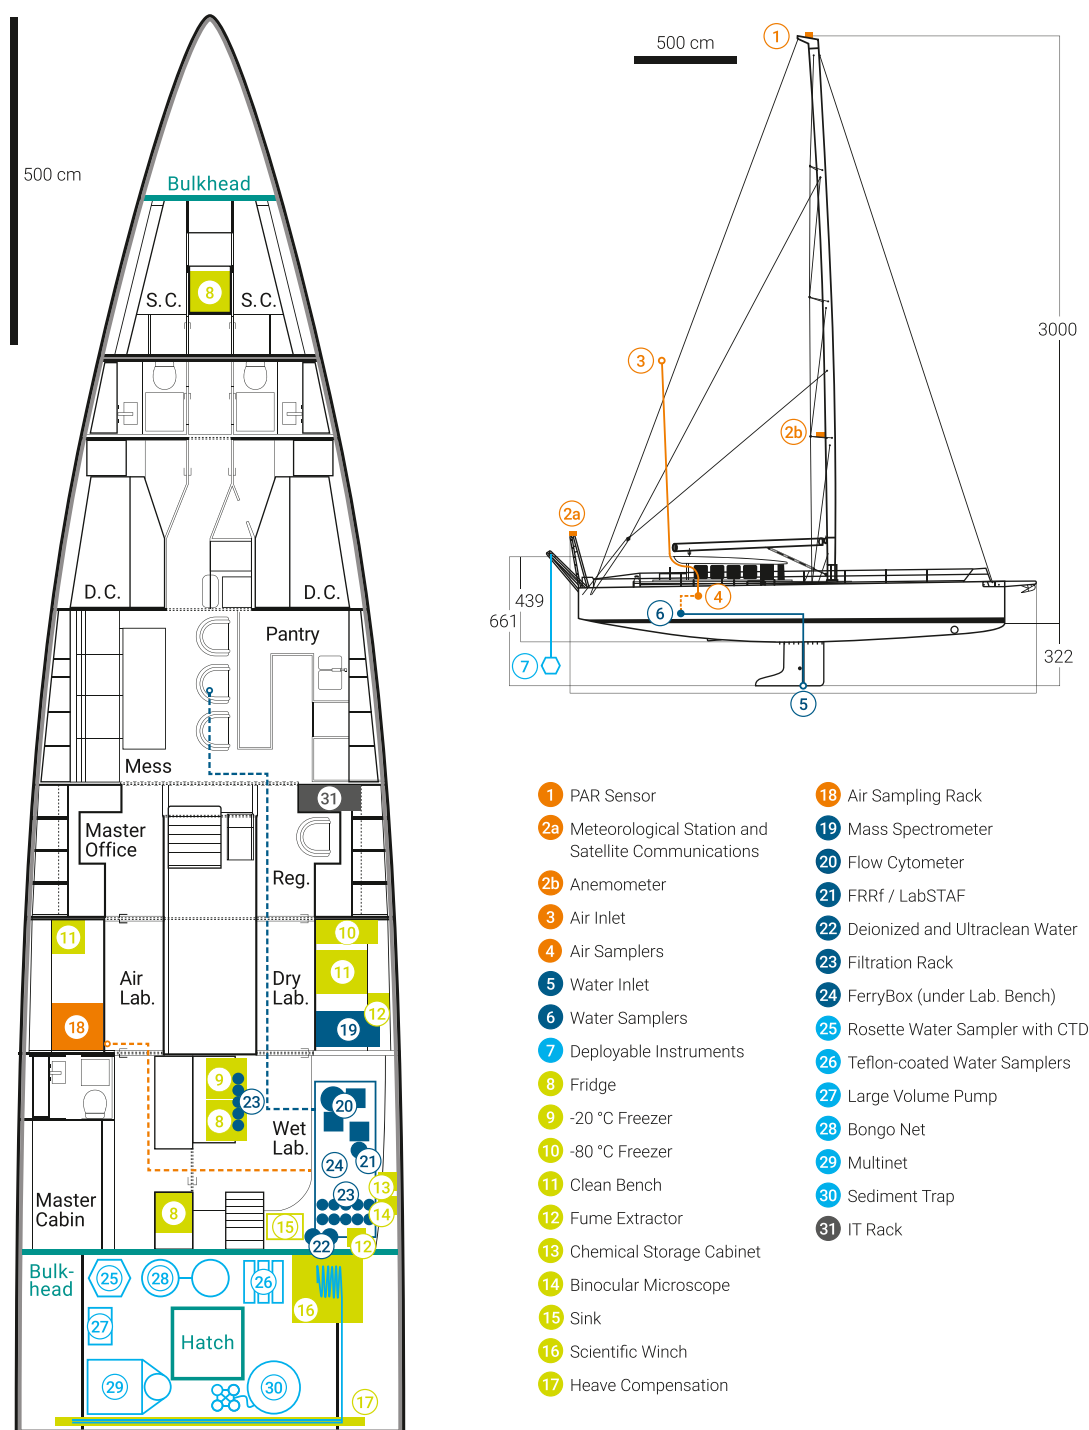 500 cm
Bulkhead
S. C.
8
S. C.
D. C.
D. C.
Pantry
Mess
31
Master
Office
Reg.
11
10
11
Air
Lab.
Dry
Lab.
12
18
19
9
23
8
20
Wet
Lab.
21
24
13
23
14
Master
Cabin
8
15
22
12
Bulk-
head
25
28
26
16
27
Hatch
29
30
17
500 cm
1
3000
3
2b
2a
439
661
4
6
7
322
5
1 PAR Sensor
2a Meteorological Station and
Satellite Communications
2b Anemometer
3 Air Inlet
4 Air Samplers
5 Water Inlet
6 Water Samplers
7 Deployable Instruments
8 Fridge
9 -20 °C Freezer
10 -80 °C Freezer
11 Clean Bench
12 Fume Extractor
13 Chemical Storage Cabinet
14 Binocular Microscope
15 Sink
16 Scientific Winch
17 Heave Compensation
18 Air Sampling Rack
19 Mass Spectrometer
20 Flow Cytometer
21 FRRf / LabSTAF
22 Deionized and Ultraclean Water
23 Filtration Rack
24 FerryBox (under Lab. Bench)
25 Rosette Water Sampler with CTD
26 Teflon-coated Water Samplers
27 Large Volume Pump
28 Bongo Net
29 Multinet
30 Sediment Trap
31 IT Rack